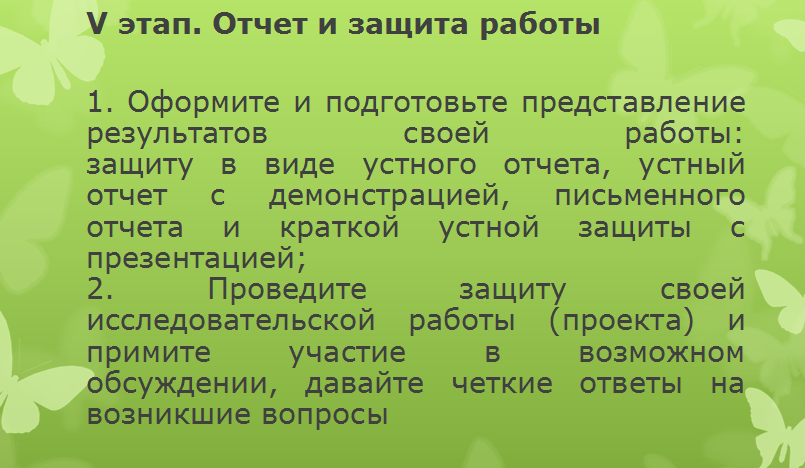 V этап. Отчет и защита работы
1. Оформите и подготовьте представление
результатов своей работы:
защиту в виде устного отчета, устный
отчет с демонстрацией, письменного
отчета и краткой устной защиты с
презентацией;
2. Проведите защиту своей
исследовательской работы (проекта) и
примите участие в возможном
обсуждении, давайте четкие ответы на
возникшие вопросы